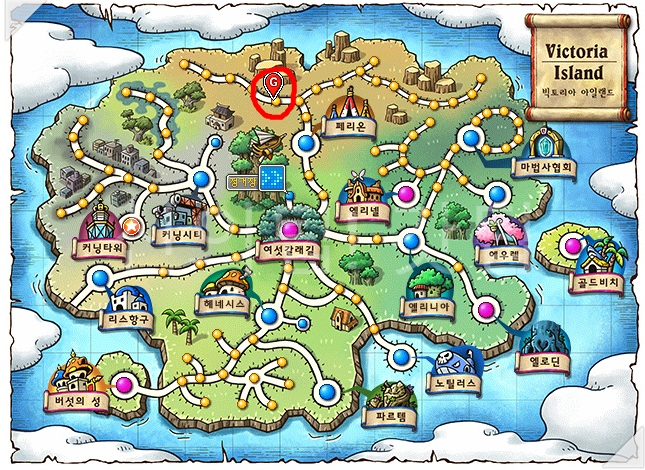 Victoria
Island
빅토리아 아일랜드
G
페리온
마법사협회
정거장
엘리넬
커닝타워
커닝시티
여섯갈래길
에우렐
골드비치
리스항구
헤네시스
엘리니아
엘로딘
노틸러스
버섯의 성
파르템